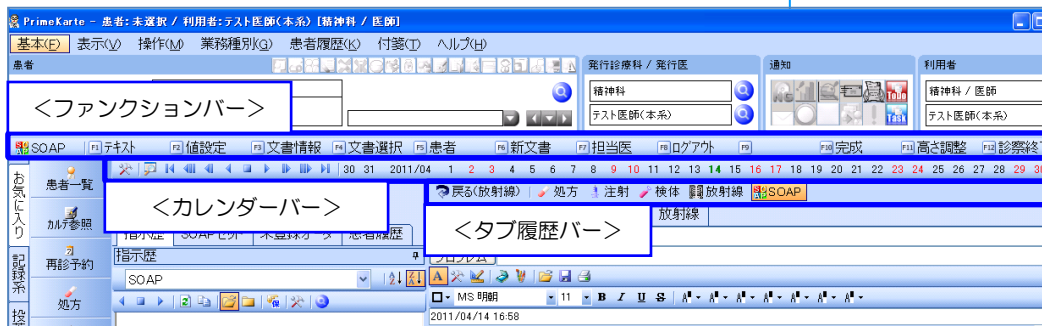 PrimeKarte - 患者:未選択 / 利用者:テスト医師(本系) [精神科 / 医師]
基本(F) 表示(V) 操作(M) 業務種別(G) 患者履歴(K) 付箋(T) ヘルプ(H)
患者 発行診療科 / 発行医 通知 利用者
精神科 精神科 / 医師
テスト医師(本系) テスト医師(本系)
<ファンクションバー>
SOAP F1 テキスト F2 値設定 F3 文書情報 F4 文書選択 F5 患者 F6 新文書 F7 担当医 F8 ログアウト F9 F10 完成 F11 高さ調整 F12 診察終
30 31 2011/04 1 2 3 4 5 6 7 8 9 10 11 12 13 14 15 16 17 18 19 20 21 22 23 24 25 26 27 28 29 30
お気に入り 患者一覧
戻る(放射線) 処方 注射 検体 放射線 SOAP
<カレンダーバー>
<タブ履歴バー>
カルテ参照
放射線
指示歴 SOAPセット 未登録オーダ 患者履歴
記録系 再診予約
指示歴
プログレム
SOAP
処方
MS 明朝 11 B I U S A A A A A A A
投
2011/04/14 16:58